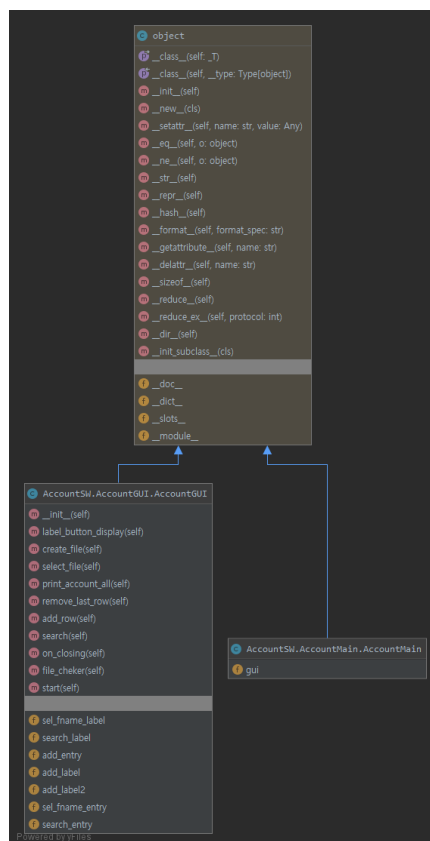 object
__class__(self: _T)
__class__(self, __type: Type[object])
__init__(self)
__new__(cls)
__setattr__(self, name: str, value: Any)
__eq__(self, o: object)
__ne__(self, o: object)
__str__(self)
__repr__(self)
__hash__(self)
__format__(self, format_spec: str)
__getattribute__(self, name: str)
__delattr__(self, name: str)
__sizeof__(self)
__reduce__(self)
__reduce_ex__(self, protocol: int)
__dir__(self)
__init_subclass__(cls)
__doc__
__dict__
__slots__
__module__
AccountSW.AccountGUI.AccountGUI
__init__(self)
label_button_display(self)
create_file(self)
select_file(self)
print_account_all(self)
remove_last_row(self)
add_row(self)
search(self)
on_closing(self)
file_cheker(self)
start(self)
sel_fname_label
search_label
add_entry
add_label
add_label2
sel_fname_entry
search_entry
AccountSW.AccountMain.AccountMain
gui
Powered by yFiles